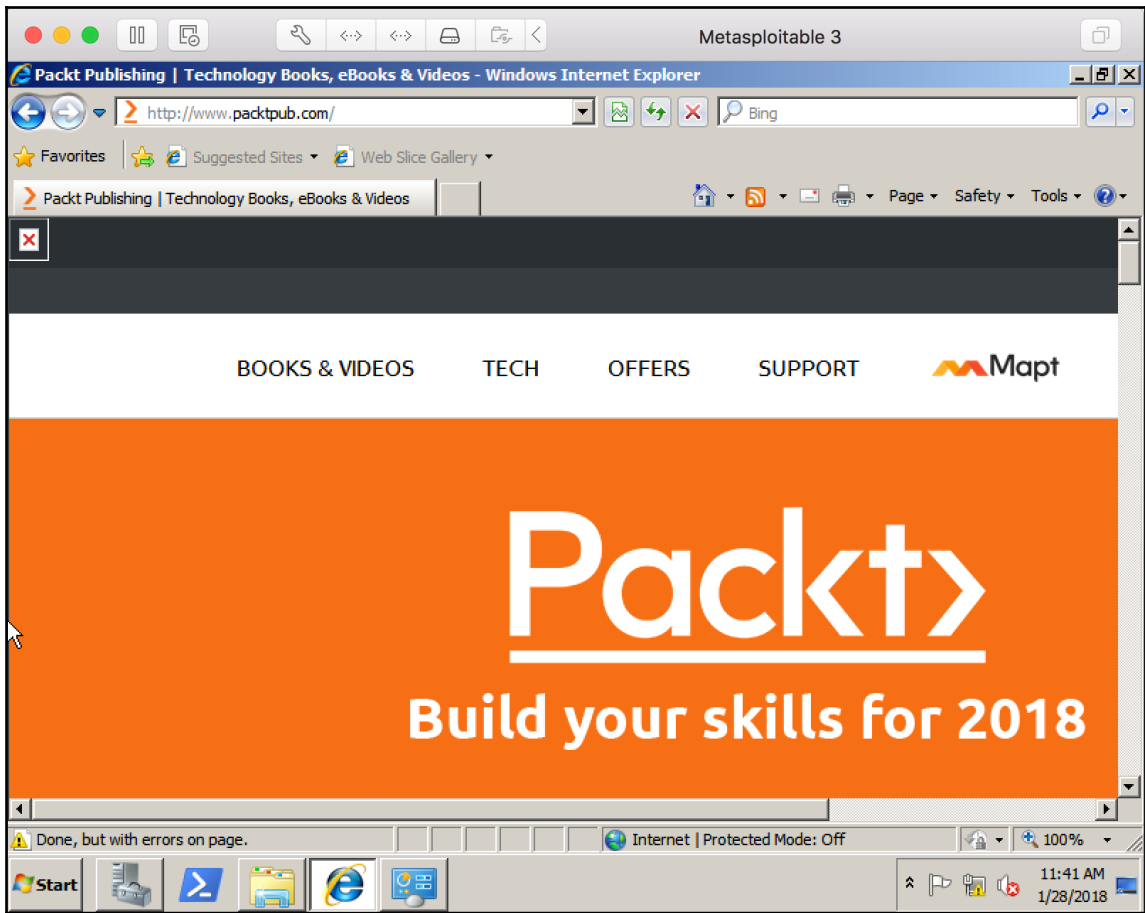 Metasploitable 3
Packt Publishing | Technology Books, eBooks & Videos - Windows Internet Explorer
http://www.packtpub.com/
Bing
Favorites Suggested Sites Web Slice Gallery
Packt Publishing | Technology Books, eBooks & Videos
Page Safety Tools
BOOKS & VIDEOS TECH OFFERS SUPPORT Mapt
Packt
Build your skills for 2018
Done, but with errors on page. Internet | Protected Mode: Off 100%
Start
11:41 AM
1/28/2018